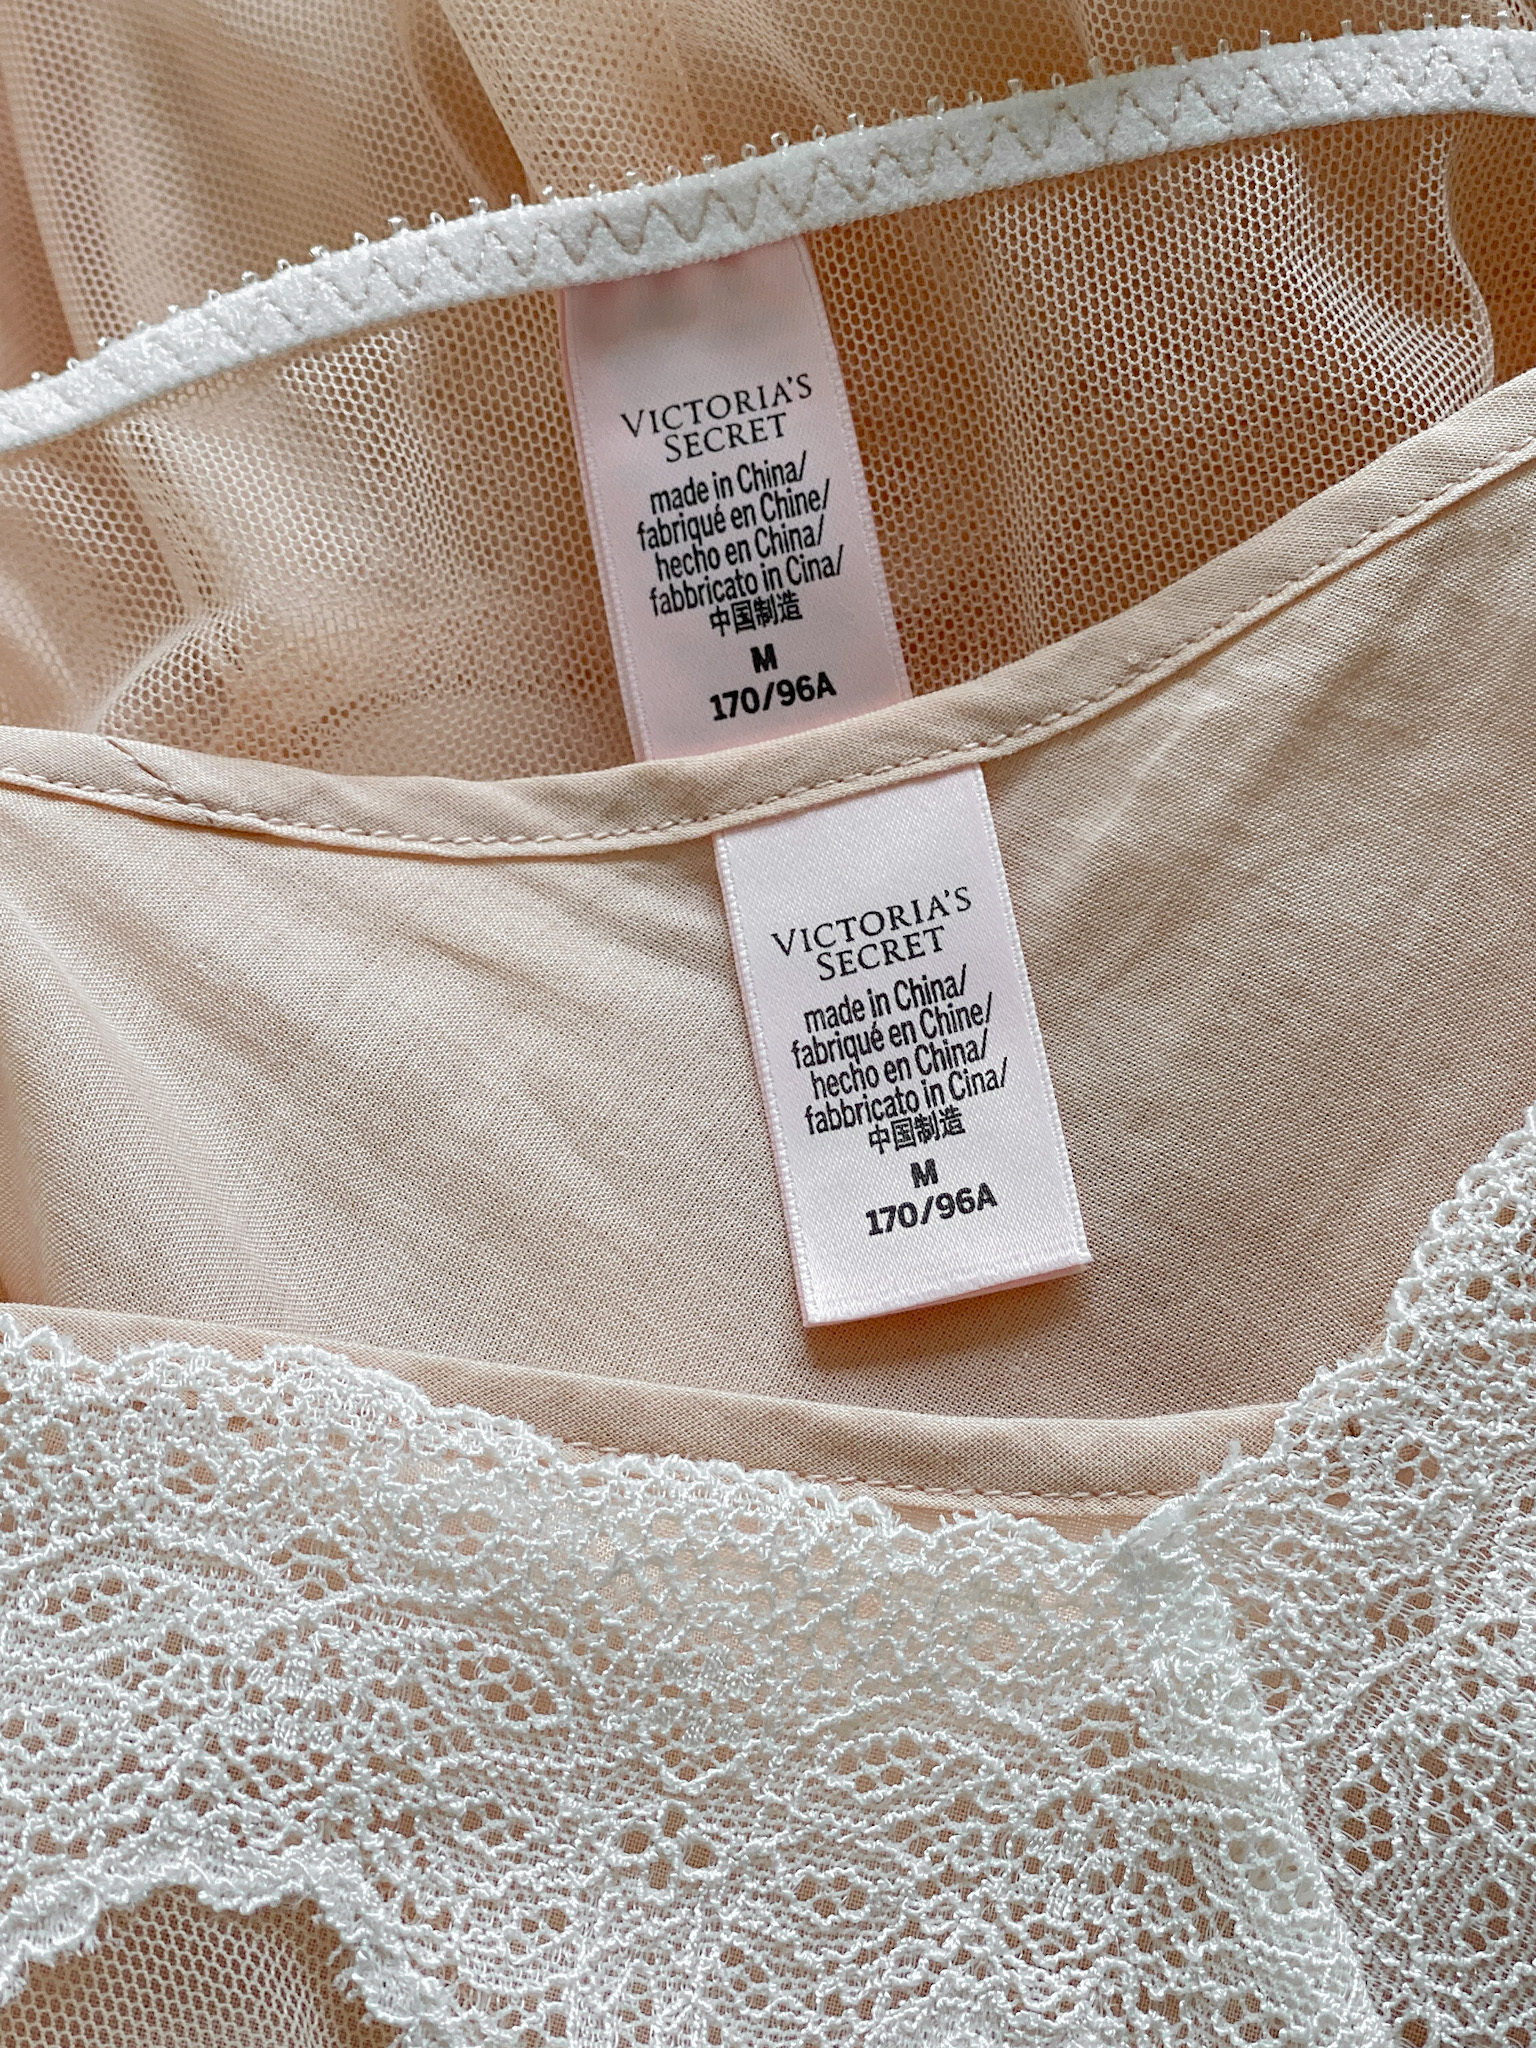 VICTORIA'S
SECRET
made in China/
fabriqué en Chine/
hecho en China/
fabbricato in Cina/
中国制造
M
170/96A
VICTORIA'S
SECRET
made in China/
fabriqué en Chine/
hecho en China/
fabbricato in Cina/
中国制造
M
170/96A